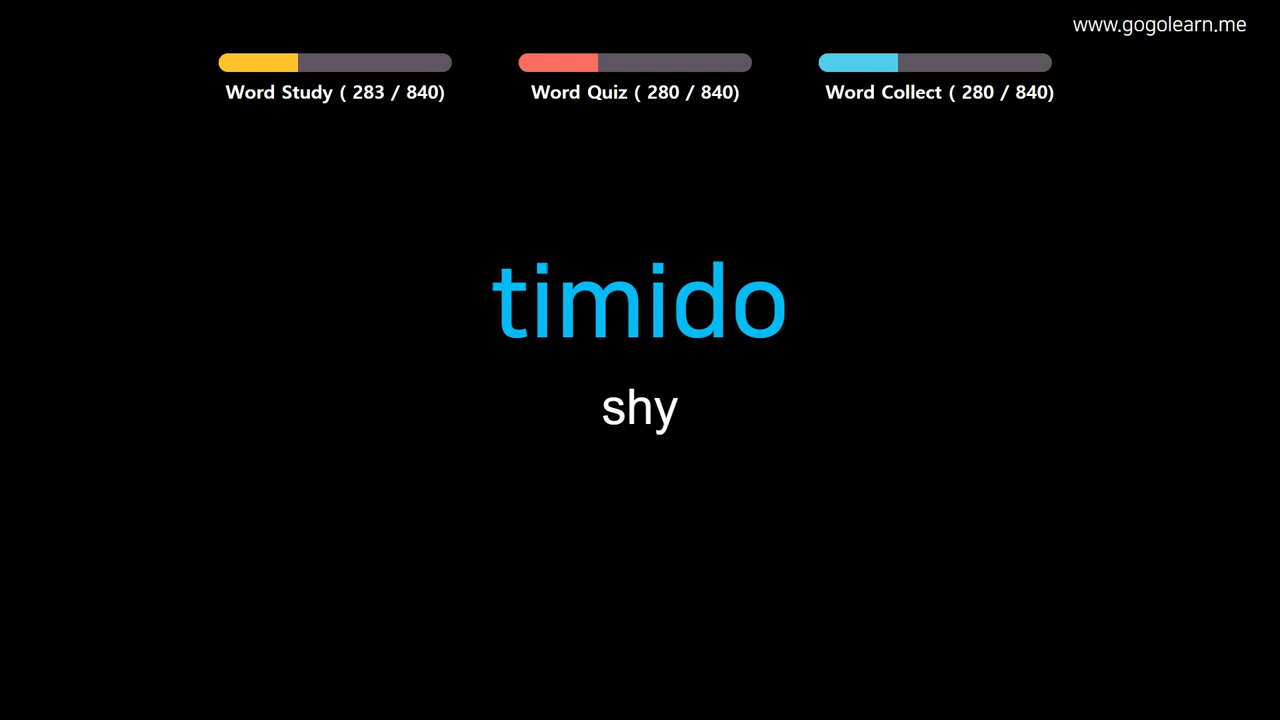 www.gogolearn.me
Word Study ( 283 / 840)
Word Quiz ( 280 / 840)
Word Collect ( 280 / 840)
timido
shy